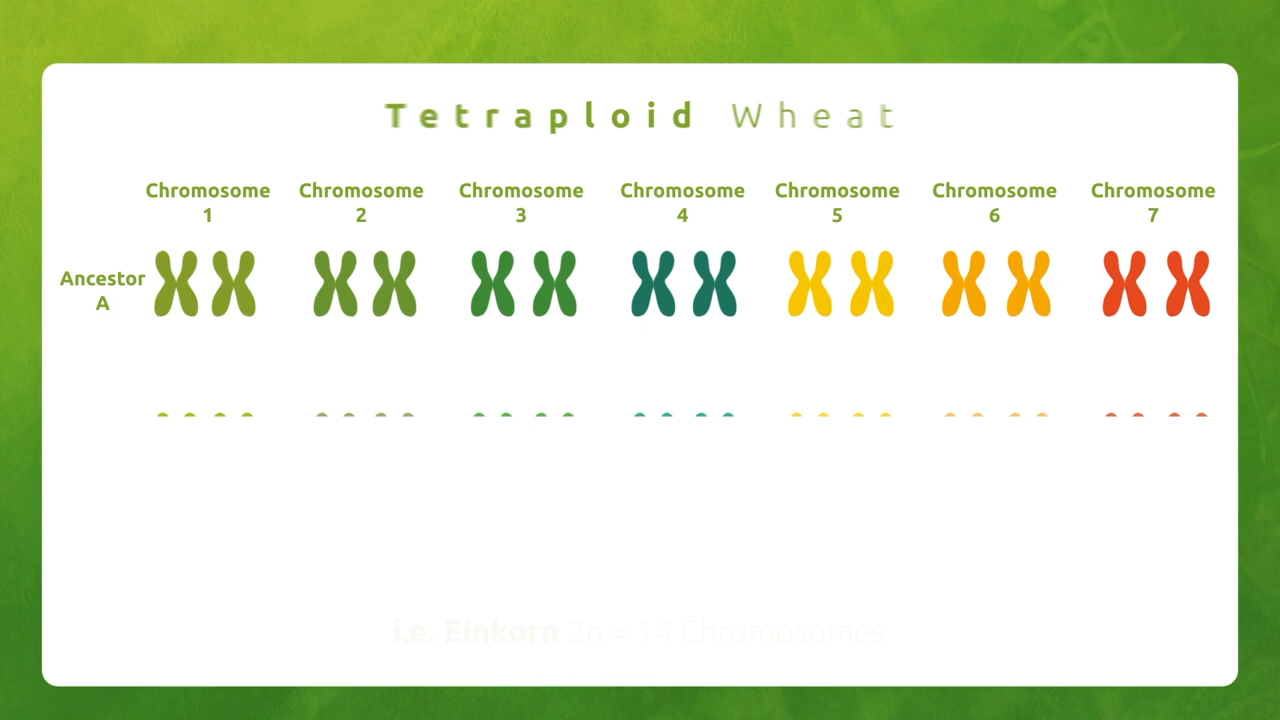 Tetraploid Wheat
Chromosome 1
Chromosome 2
Chromosome 3
Chromosome 4
Chromosome 5
Chromosome 6
Chromosome 7
Ancestor A
i.e. Einkorn 2n = 14 Chromosomes